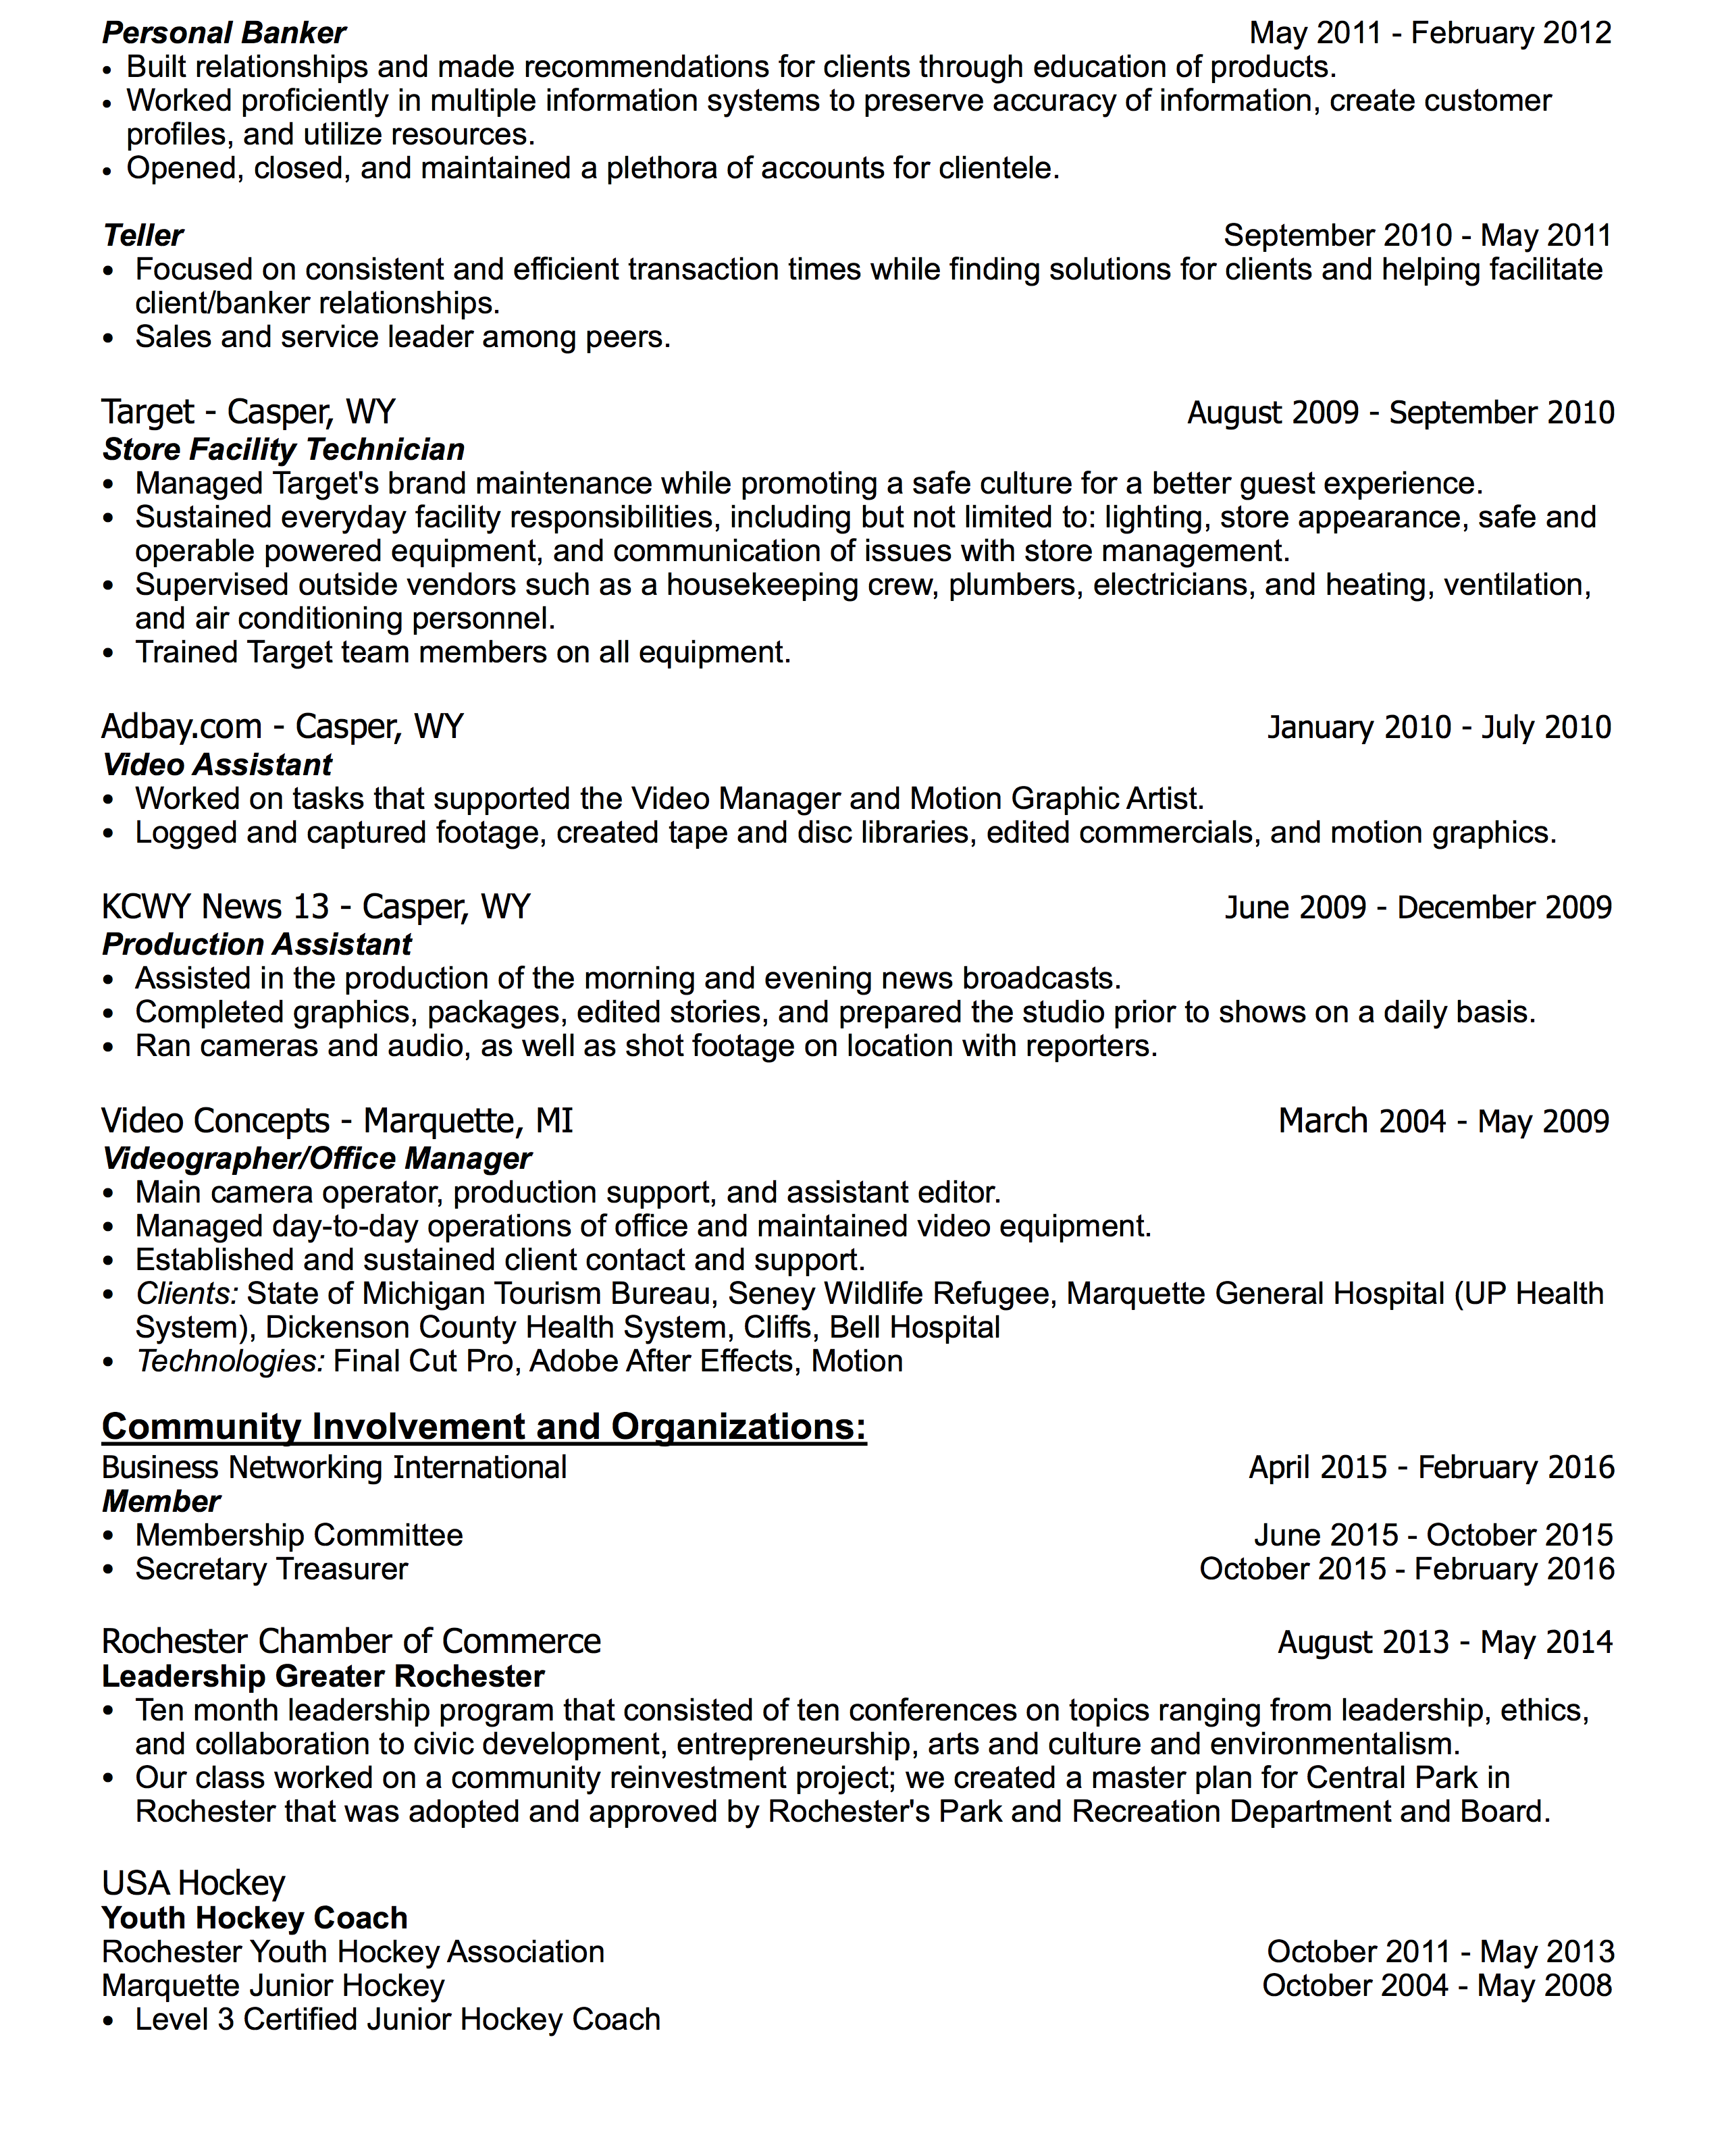 Personal Banker May 2011 - February 2012
• Built relationships and made recommendations for clients through education of products.
• Worked proficiently in multiple information systems to preserve accuracy of information, create customer
profiles, and utilize resources.
• Opened, closed, and maintained a plethora of accounts for clientele.
Teller September 2010 - May 2011
• Focused on consistent and efficient transaction times while finding solutions for clients and helping facilitate
client/banker relationships.
• Sales and service leader among peers.
Target - Casper, WY August 2009 - September 2010
Store Facility Technician
• Managed Target's brand maintenance while promoting a safe culture for a better guest experience.
• Sustained everyday facility responsibilities, including but not limited to: lighting, store appearance, safe and
operable powered equipment, and communication of issues with store management.
• Supervised outside vendors such as a housekeeping crew, plumbers, electricians, and heating, ventilation,
and air conditioning personnel.
• Trained Target team members on all equipment.
Adbay.com - Casper, WY January 2010 - July 2010
Video Assistant
• Worked on tasks that supported the Video Manager and Motion Graphic Artist.
• Logged and captured footage, created tape and disc libraries, edited commercials, and motion graphics.
KCWY News 13 - Casper, WY June 2009 - December 2009
Production Assistant
• Assisted in the production of the morning and evening news broadcasts.
• Completed graphics, packages, edited stories, and prepared the studio prior to shows on a daily basis.
• Ran cameras and audio, as well as shot footage on location with reporters.
Video Concepts - Marquette, MI March 2004 - May 2009
Videographer/Office Manager
• Main camera operator, production support, and assistant editor.
• Managed day-to-day operations of office and maintained video equipment.
• Established and sustained client contact and support.
• Clients: State of Michigan Tourism Bureau, Seney Wildlife Refugee, Marquette General Hospital (UP Health
System), Dickenson County Health System, Cliffs, Bell Hospital
• Technologies: Final Cut Pro, Adobe After Effects, Motion
Community Involvement and Organizations:
Business Networking International April 2015 - February 2016
Member
• Membership Committee June 2015 - October 2015
• Secretary Treasurer October 2015 - February 2016
Rochester Chamber of Commerce August 2013 - May 2014
Leadership Greater Rochester
• Ten month leadership program that consisted of ten conferences on topics ranging from leadership, ethics,
and collaboration to civic development, entrepreneurship, arts and culture and environmentalism.
• Our class worked on a community reinvestment project; we created a master plan for Central Park in
Rochester that was adopted and approved by Rochester's Park and Recreation Department and Board.
USA Hockey
Youth Hockey Coach
Rochester Youth Hockey Association October 2011 - May 2013
Marquette Junior Hockey October 2004 - May 2008
• Level 3 Certified Junior Hockey Coach